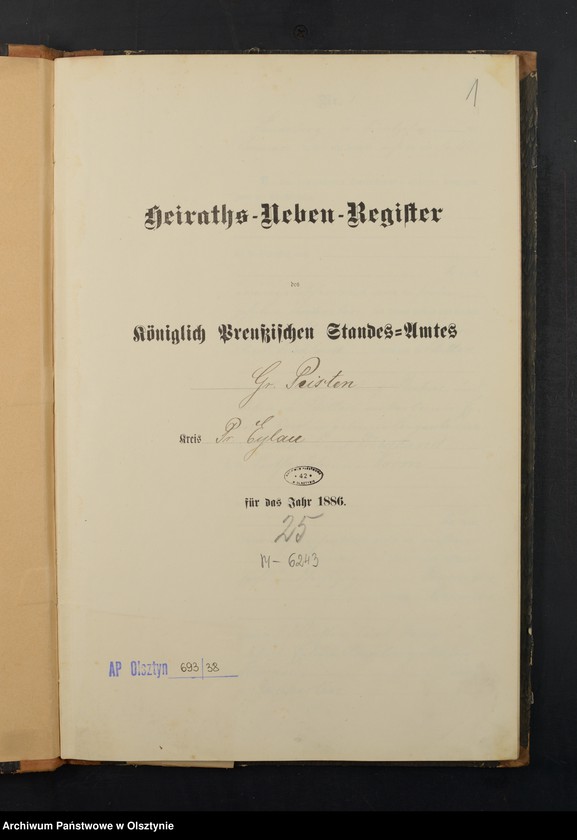 1
Heiraths-Neben-Register
des
Königlich Preußischen Standes=Amtes
Gr. Peisten
Kreis Pr. Eylau
42
für das Jahr 1886.
25
M- 6243
AP Olsztyn 693/38
Archiwum Państwowe w Olsztynie